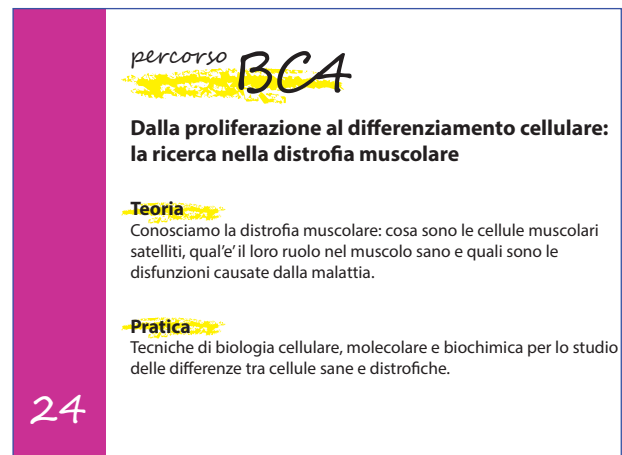 percorso BCA
Dalla proliferazione al differenziamento cellulare:
la ricerca nella distrofia muscolare
Teoria
Conosciamo la distrofia muscolare: cosa sono le cellule muscolari
satelliti, qual'e' il loro ruolo nel muscolo sano e quali sono le
disfunzioni causate dalla malattia.
Pratica
Tecniche di biologia cellulare, molecolare e biochimica per lo studio
delle differenze tra cellule sane e distrofiche.
24